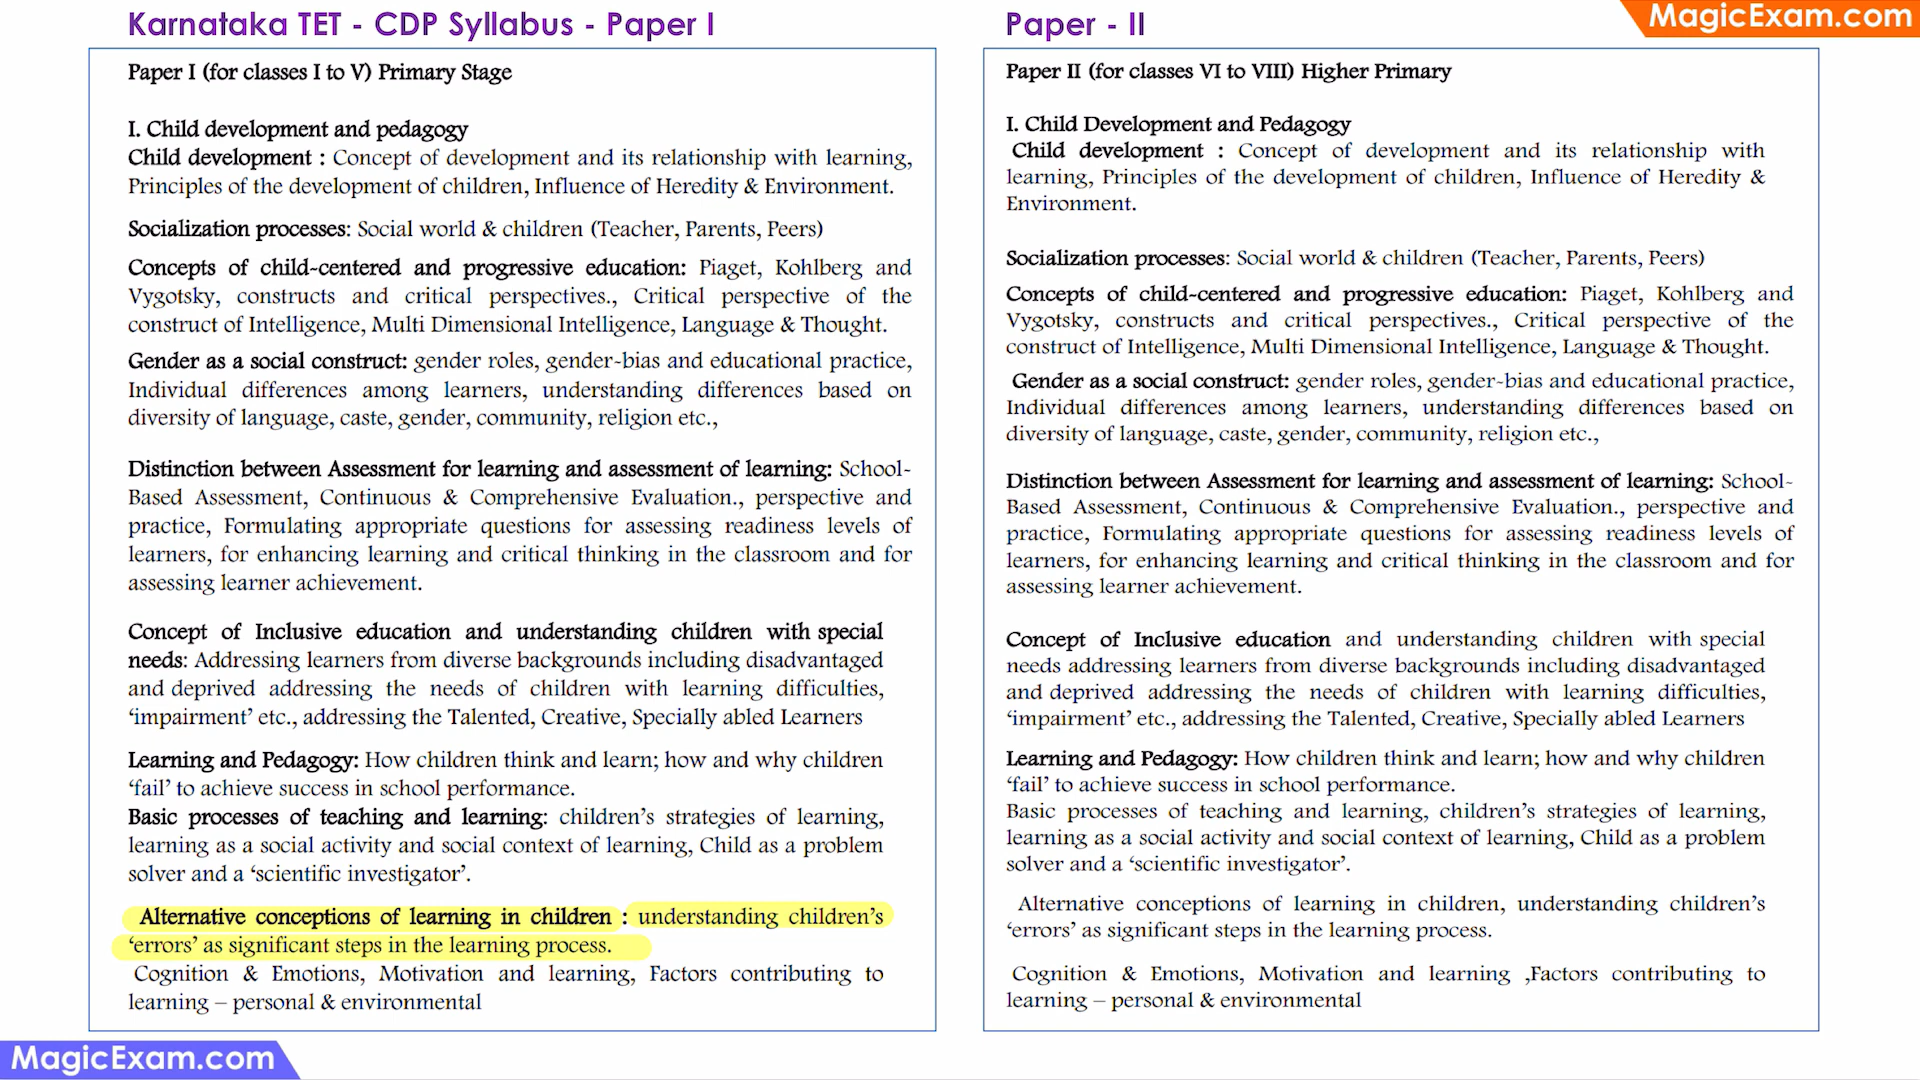 Karnataka TET - CDP Syllabus - Paper I
Paper I (for classes I to V) Primary Stage
I. Child development and pedagogy
Child development : Concept of development and its relationship with learning,
Principles of the development of children, Influence of Heredity & Environment.
Socialization processes: Social world & children (Teacher, Parents, Peers)
Concepts of child-centered and progressive education: Piaget, Kohlberg and
Vygotsky, constructs and critical perspectives., Critical perspective of the
construct of Intelligence, Multi Dimensional Intelligence, Language & Thought.
Gender as a social construct: gender roles, gender-bias and educational practice,
Individual differences among learners, understanding differences based on
diversity of language, caste, gender, community, religion etc.,
Distinction between Assessment for learning and assessment of learning: School-
Based Assessment, Continuous & Comprehensive Evaluation., perspective and
practice, Formulating appropriate questions for assessing readiness levels of
learners, for enhancing learning and critical thinking in the classroom and for
assessing learner achievement.
Concept of Inclusive education and understanding children with special
needs: Addressing learners from diverse backgrounds including disadvantaged
and deprived addressing the needs of children with learning difficulties,
‘impairment’ etc., addressing the Talented, Creative, Specially abled Learners
Learning and Pedagogy: How children think and learn; how and why children
‘fail’ to achieve success in school performance.
Basic processes of teaching and learning: children’s strategies of learning,
learning as a social activity and social context of learning, Child as a problem
solver and a ‘scientific investigator’.
Alternative conceptions of learning in children : understanding children’s
‘errors’ as significant steps in the learning process.
Cognition & Emotions, Motivation and learning, Factors contributing to
learning – personal & environmental
MagicExam.com
Paper - II
MagicExam.com
Paper II (for classes VI to VIII) Higher Primary
I. Child Development and Pedagogy
Child development : Concept of development and its relationship with
learning, Principles of the development of children, Influence of Heredity &
Environment.
Socialization processes: Social world & children (Teacher, Parents, Peers)
Concepts of child-centered and progressive education: Piaget, Kohlberg and
Vygotsky, constructs and critical perspectives., Critical perspective of the
construct of Intelligence, Multi Dimensional Intelligence, Language & Thought.
Gender as a social construct: gender roles, gender-bias and educational practice,
Individual differences among learners, understanding differences based on
diversity of language, caste, gender, community, religion etc.,
Distinction between Assessment for learning and assessment of learning: School-
Based Assessment, Continuous & Comprehensive Evaluation., perspective and
practice, Formulating appropriate questions for assessing readiness levels of
learners, for enhancing learning and critical thinking in the classroom and for
assessing learner achievement.
Concept of Inclusive education and understanding children with special
needs addressing learners from diverse backgrounds including disadvantaged
and deprived addressing the needs of children with learning difficulties,
‘impairment’ etc., addressing the Talented, Creative, Specially abled Learners
Learning and Pedagogy: How children think and learn; how and why children
‘fail’ to achieve success in school performance.
Basic processes of teaching and learning, children’s strategies of learning,
learning as a social activity and social context of learning, Child as a problem
solver and a ‘scientific investigator’.
Alternative conceptions of learning in children, understanding children’s
‘errors’ as significant steps in the learning process.
Cognition & Emotions, Motivation and learning ,Factors contributing to
learning – personal & environmental